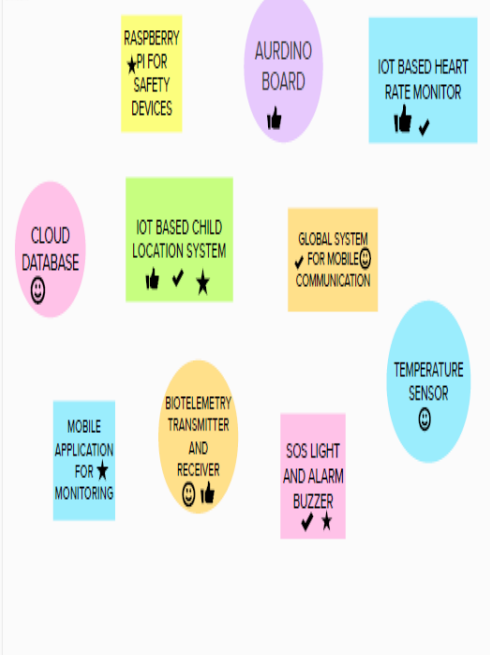 RASPBERRY
PI FOR
SAFETY
DEVICES
AURDINO
BOARD
IOT BASED HEART
RATE MONITOR
CLOUD
DATABASE
IOT BASED CHILD
LOCATION SYSTEM
GLOBAL SYSTEM
FOR MOBILE
COMMUNICATION
TEMPERATURE
SENSOR
MOBILE
APPLICATION
FOR
MONITORING
BIOTELEMETRY
TRANSMITTER
AND
RECEIVER
SOS LIGHT
AND ALARM
BUZZER